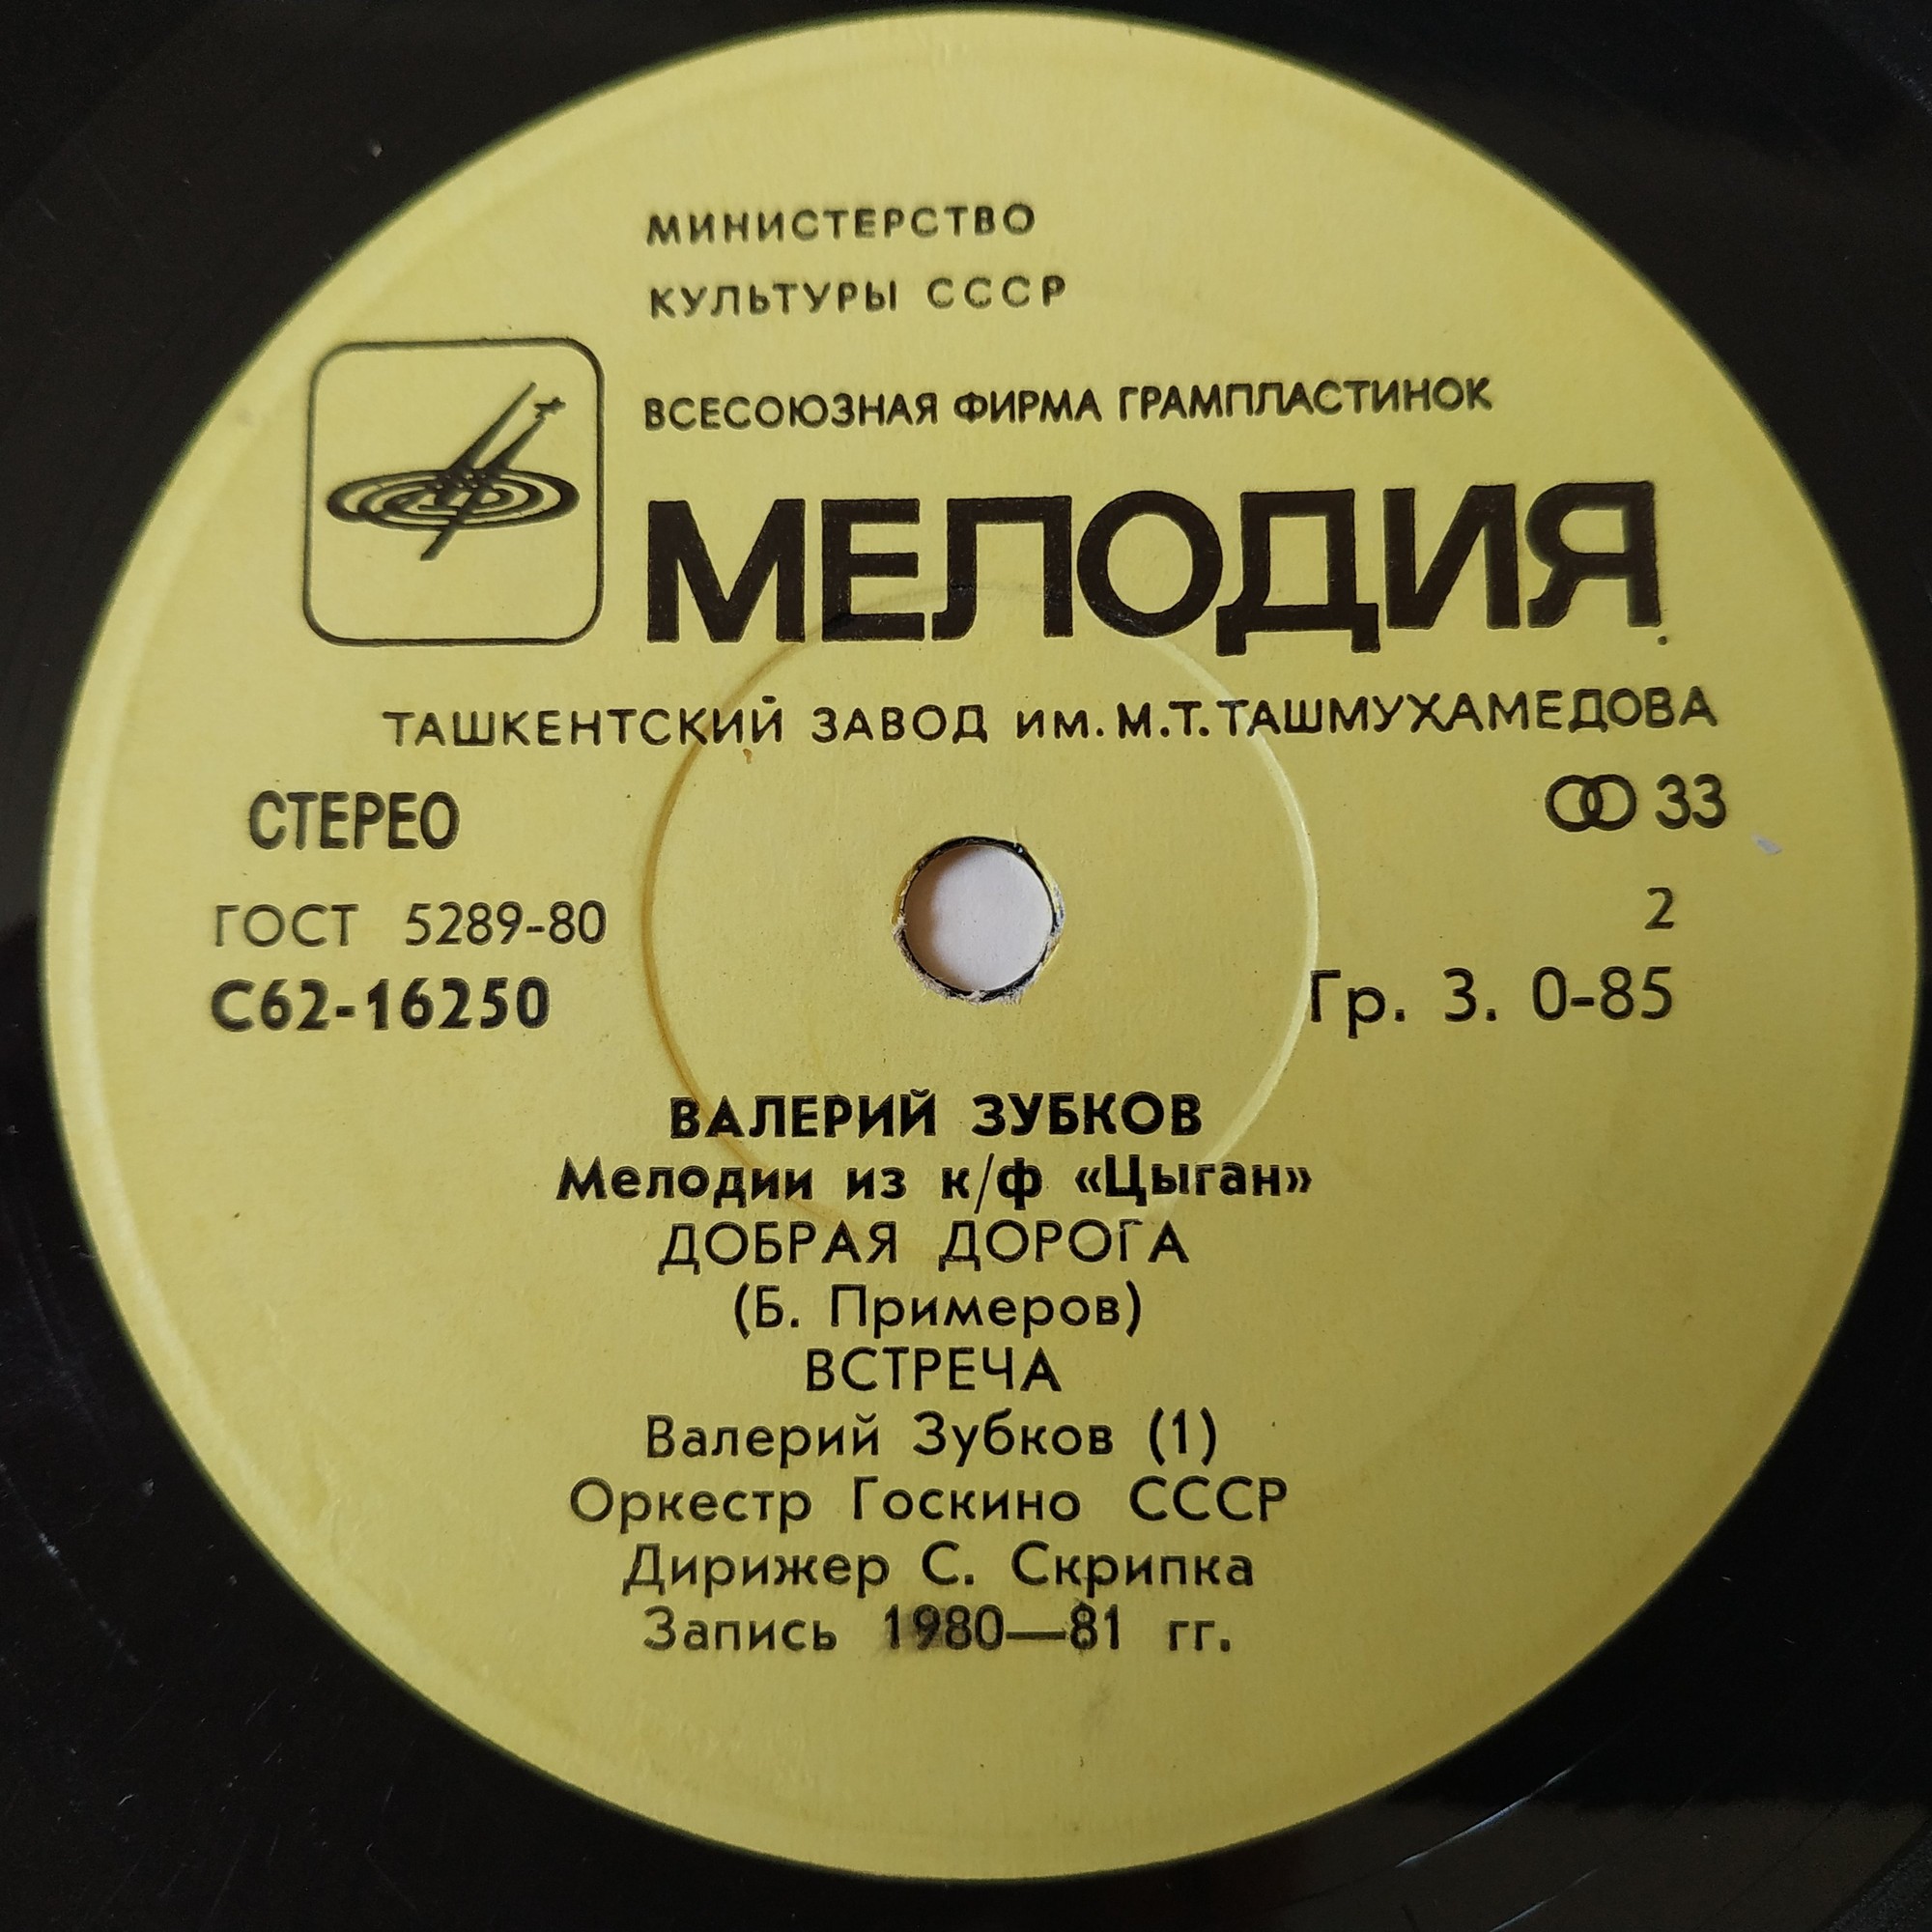 МИНИСТЕРСТВО
КУЛЬТУРЫ СССР
ВСЕСОЮЗНАЯ ФИРМА ГРАМПЛАСТИНОК
МЕЛОДИЯ
ТАШКЕНТСКИЙ ЗАВОД им. М.Т. ТАШМУХАМЕДОВА
СТЕРЕО 33
ГОСТ 5289-80 2
С62-16250 Гр. 3. 0-85
ВАЛЕРИЙ ЗУБКОВ
Мелодии из к/ф «Цыган»
ДОБРАЯ ДОРОГА
(Б. Примеров)
ВСТРЕЧА
Валерий Зубков (1)
Оркестр Госкино СССР
Дирижер С. Скрипка
Запись 1980—81 гг.